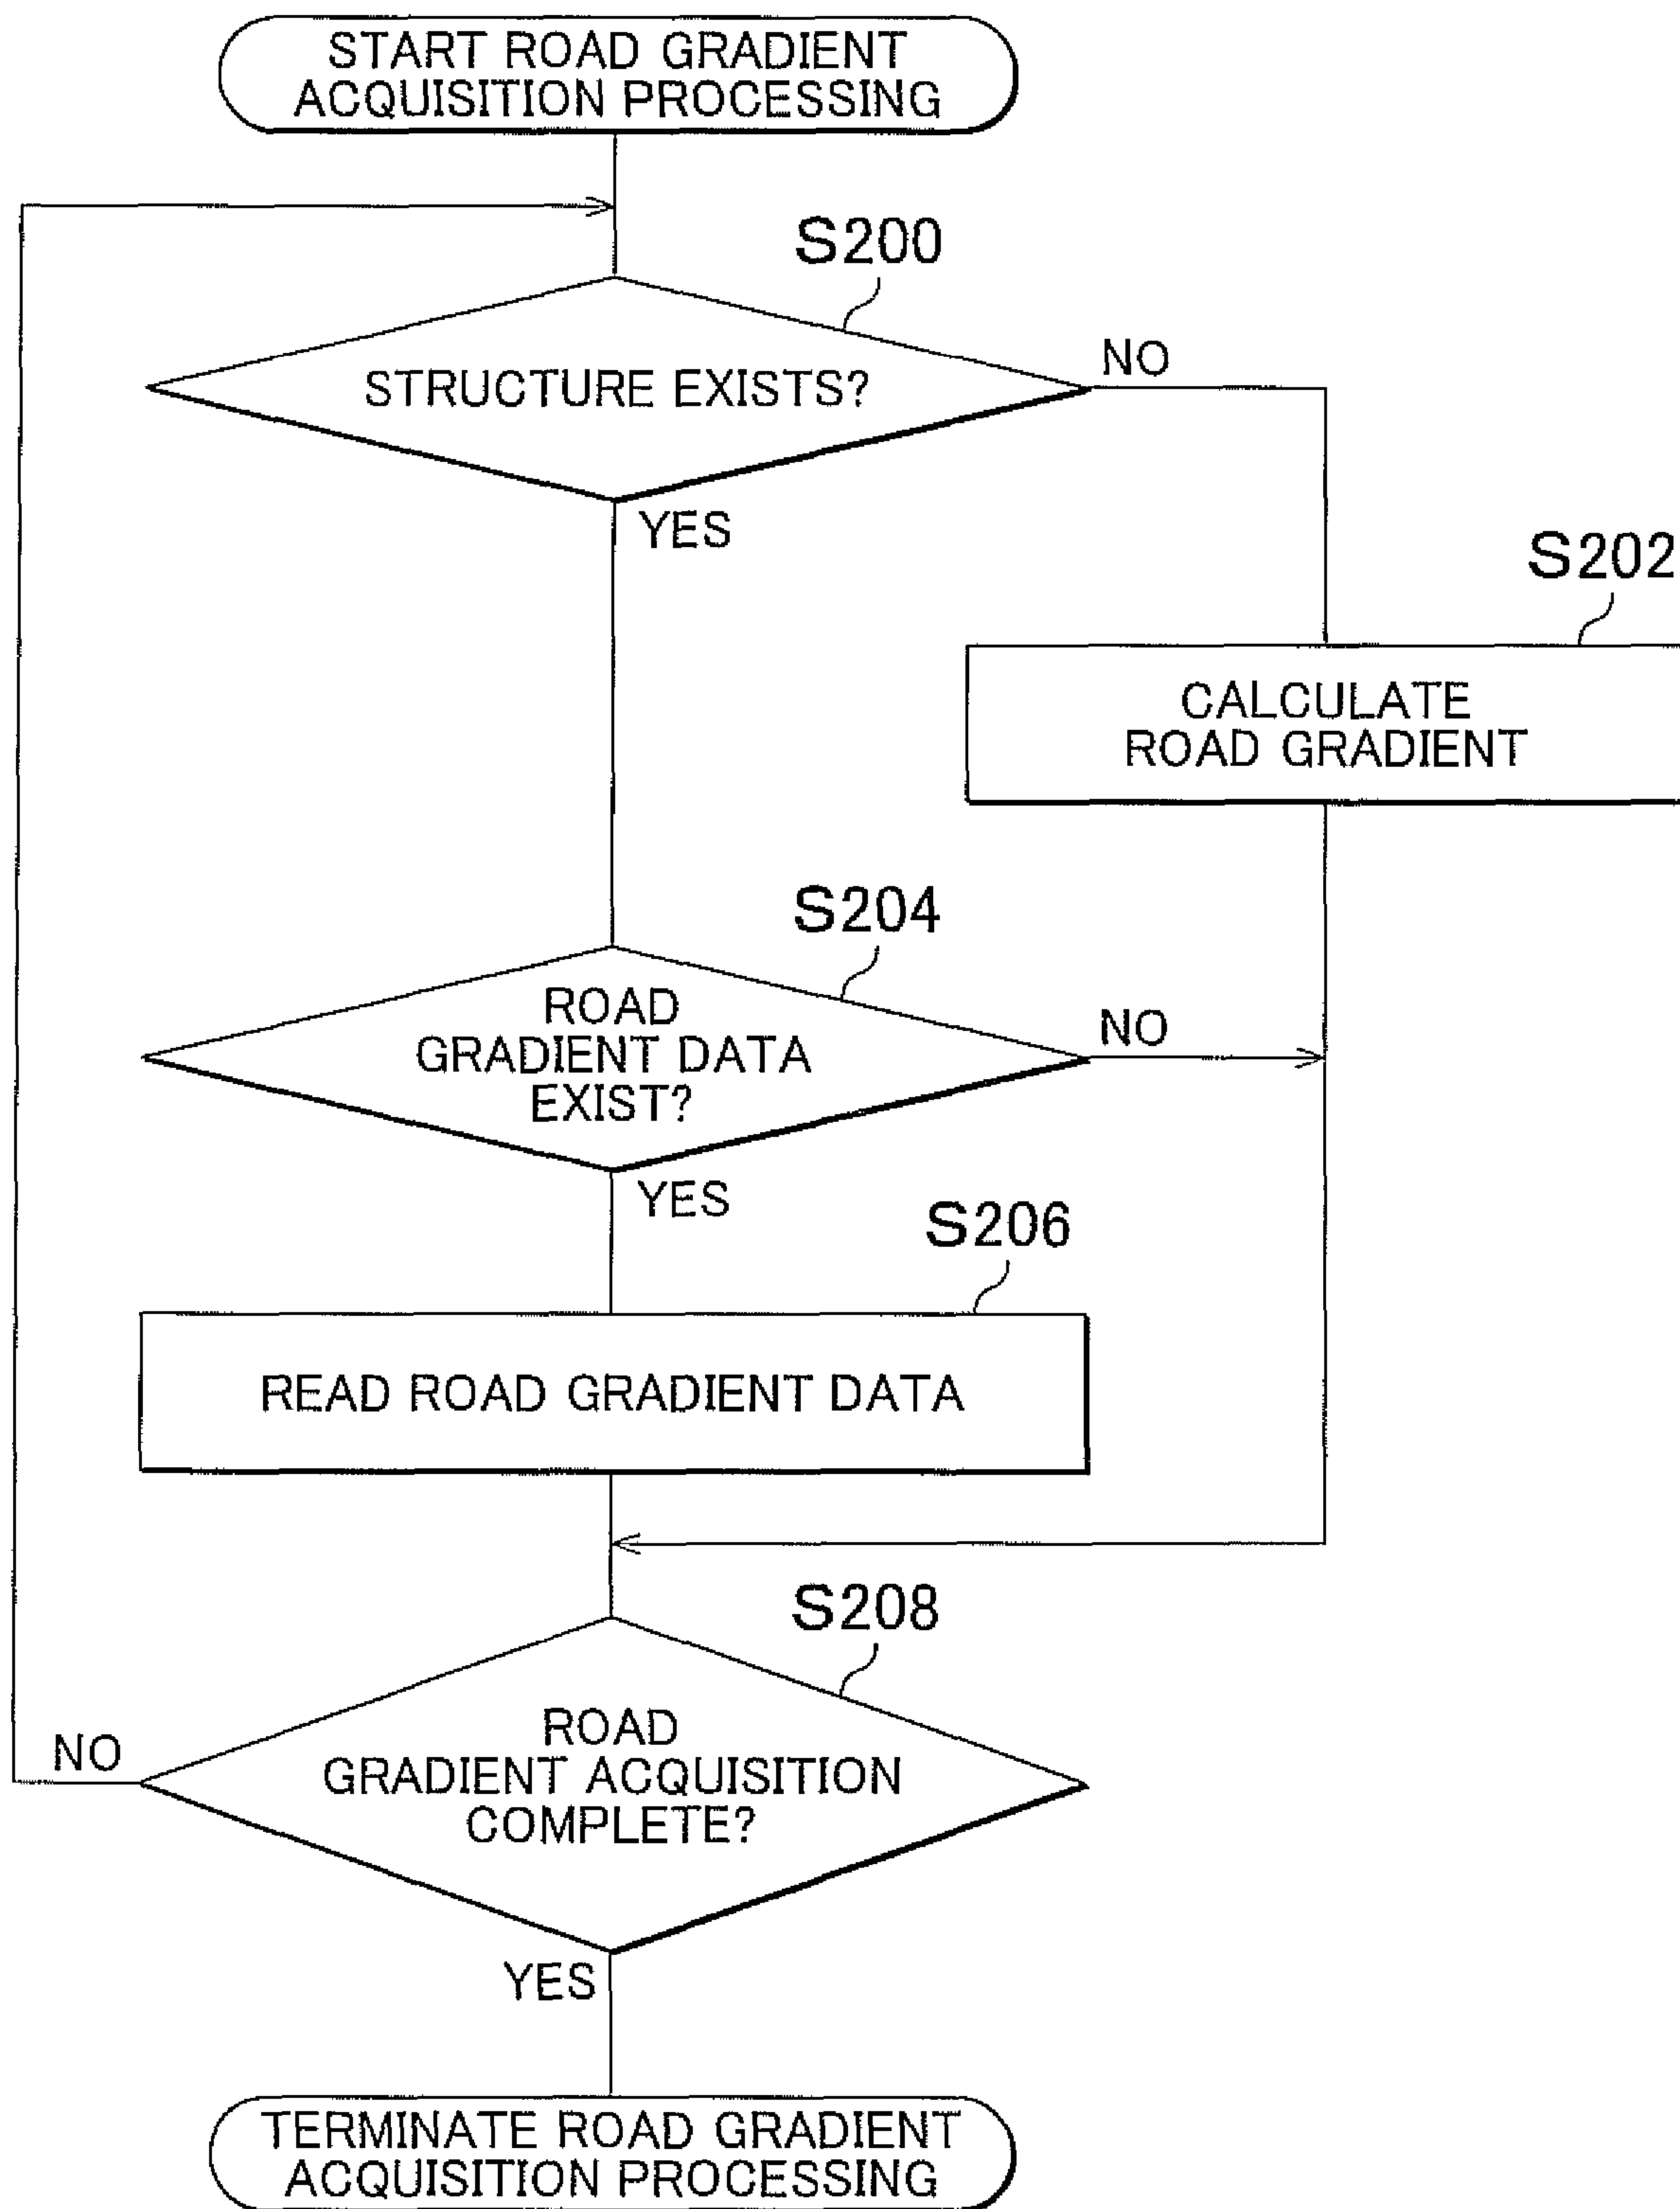 START ROAD GRADIENT
ACQUISITION PROCESSING
S200
STRUCTURE EXISTS?
NO
YES
S202
CALCULATE
ROAD GRADIENT
S204
ROAD
GRADIENT DATA
EXIST?
NO
YES
S206
READ ROAD GRADIENT DATA
S208
ROAD
GRADIENT ACQUISITION
COMPLETE?
NO
YES
TERMINATE ROAD GRADIENT
ACQUISITION PROCESSING